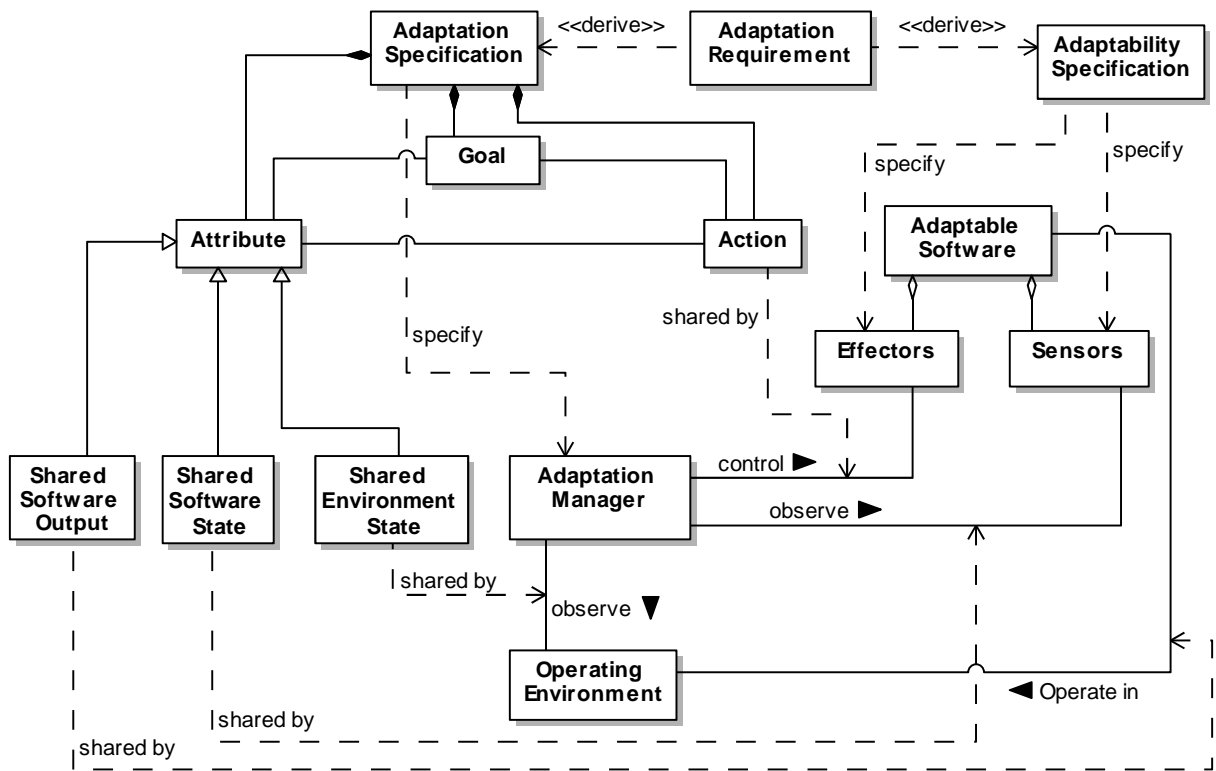 Adaptation
Specification
<<derive>>
Adaptation
Requirement
<<derive>>
Adaptability
Specification
Goal
specify
specify
Attribute
Action
Adaptable
Software
shared by
specify
Effectors
Sensors
Shared
Software
Output
Shared
Software
State
Shared
Environment
State
Adaptation
Manager
control
observe
shared by
observe
Operating
Environment
Operate in
shared by
shared by